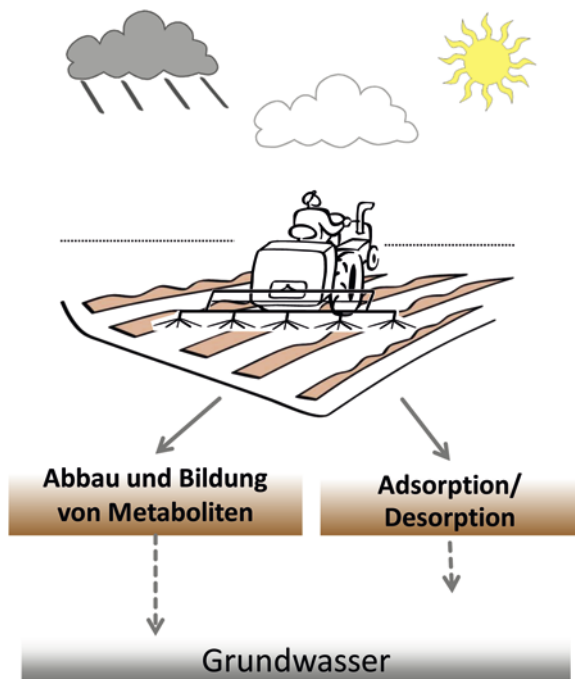 Abbau und Bildung
von Metaboliten
Adsorption/
Desorption
Grundwasser